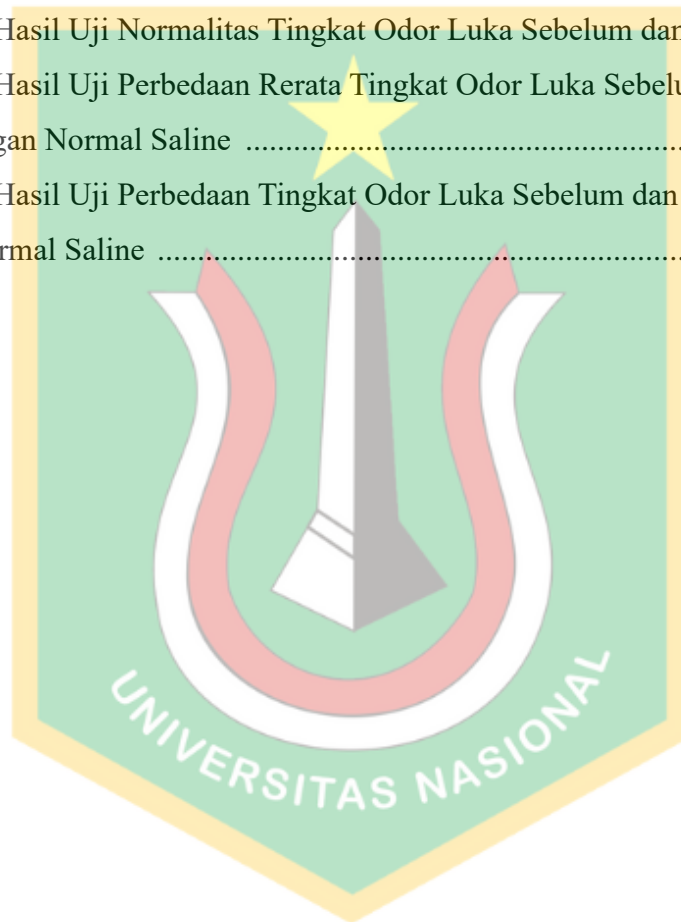 Hasil Uji Normalitas Tingkat Odor Luka Sebelum dan
Hasil Uji Perbedaan Rerata Tingkat Odor Luka
gan Normal Saline ........................................................
Hasil Uji Perbedaan Tingkat Odor Luka Sebelum dan
rmal Saline ...................................................................
UNIVERSITAS NASIONAL